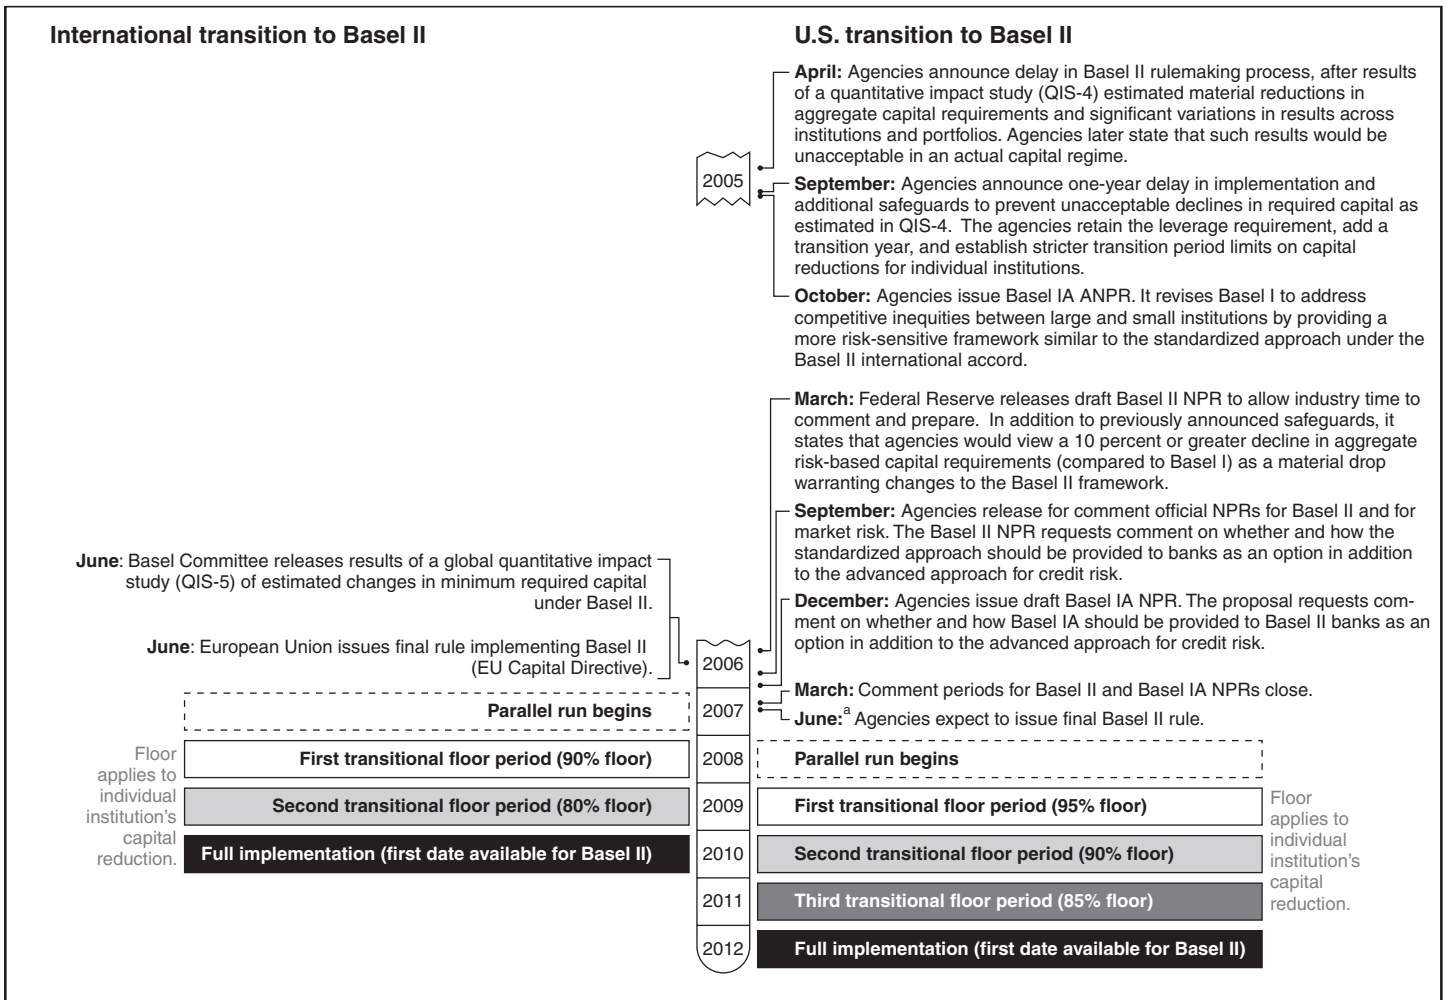 International transition to Basel II
U.S. transition to Basel II
April: Agencies announce delay in Basel II rulemaking process, after results
of a quantitative impact study (QIS-4) estimated material reductions in
aggregate capital requirements and significant variations in results across
institutions and portfolios. Agencies later state that such results would be
unacceptable in an actual capital regime.
2005
September: Agencies announce one-year delay in implementation and
additional safeguards to prevent unacceptable declines in required capital as
estimated in QIS-4. The agencies retain the leverage requirement, add a
transition year, and establish stricter transition period limits on capital
reductions for individual institutions.
October: Agencies issue Basel IA ANPR. It revises Basel I to address
competitive inequities between large and small institutions by providing a
more risk-sensitive framework similar to the standardized approach under the
Basel II international accord.
March: Federal Reserve releases draft Basel II NPR to allow industry time to
comment and prepare. In addition to previously announced safeguards, it
states that agencies would view a 10 percent or greater decline in aggregate
risk-based capital requirements (compared to Basel I) as a material drop
warranting changes to the Basel II framework.
September: Agencies release for comment official NPRs for Basel II and for
market risk. The Basel II NPR requests comment on whether and how the
standardized approach should be provided to banks as an option in addition
to the advanced approach for credit risk.
June: Basel Committee releases results of a global quantitative impact
study (QIS-5) of estimated changes in minimum required capital
under Basel II.
December: Agencies issue draft Basel IA NPR. The proposal requests com-
ment on whether and how Basel IA should be provided to Basel II banks as an
option in addition to the advanced approach for credit risk.
June: European Union issues final rule implementing Basel II
(EU Capital Directive).
2006
March: Comment periods for Basel II and Basel IA NPRs close.
Parallel run begins
2007
June:a Agencies expect to issue final Basel II rule.
Floor
applies to
individual
institution's
capital
reduction.
First transitional floor period (90% floor)
2008
Parallel run begins
Second transitional floor period (80% floor)
2009
First transitional floor period (95% floor)
Floor
applies to
individual
institution's
capital
reduction.
Full implementation (first date available for Basel II)
2010
Second transitional floor period (90% floor)
2011
Third transitional floor period (85% floor)
2012
Full implementation (first date available for Basel II)